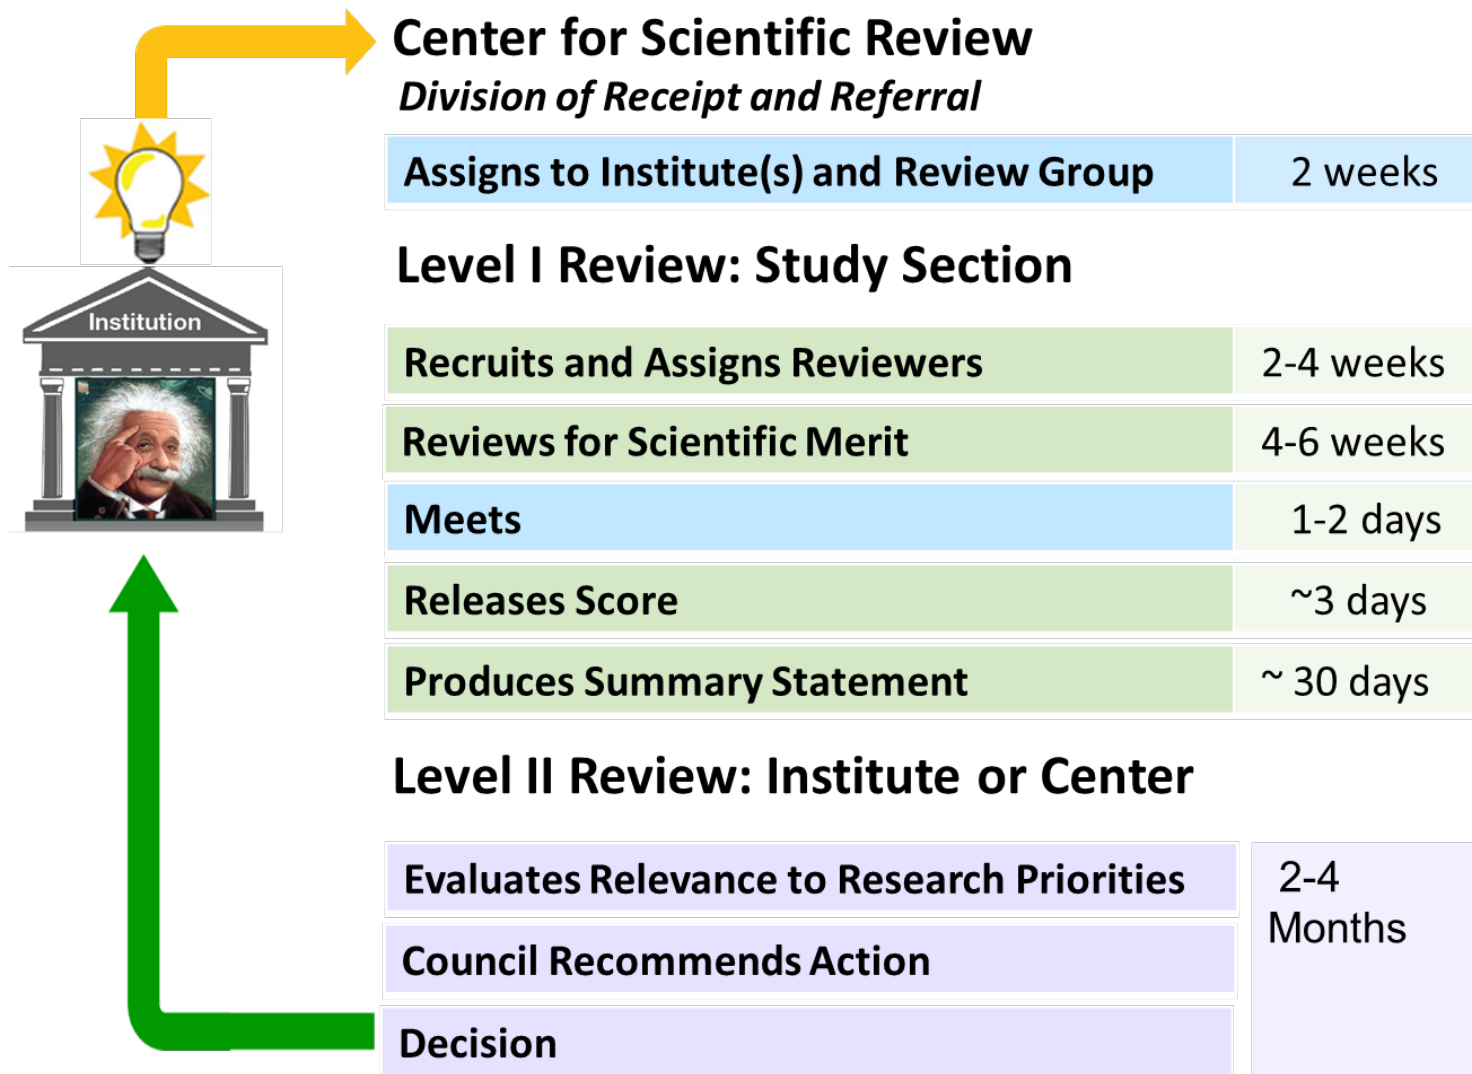 Center for Scientific Review
Division of Receipt and Referral
Assigns to Institute(s) and Review Group 2 weeks
Institution
Level I Review: Study Section
Recruits and Assigns Reviewers 2-4 weeks
Reviews for Scientific Merit 4-6 weeks
Meets 1-2 days
Releases Score ~3 days
Produces Summary Statement ~ 30 days
Level II Review: Institute or Center
Evaluates Relevance to Research Priorities 2-4
Months
Council Recommends Action
Decision